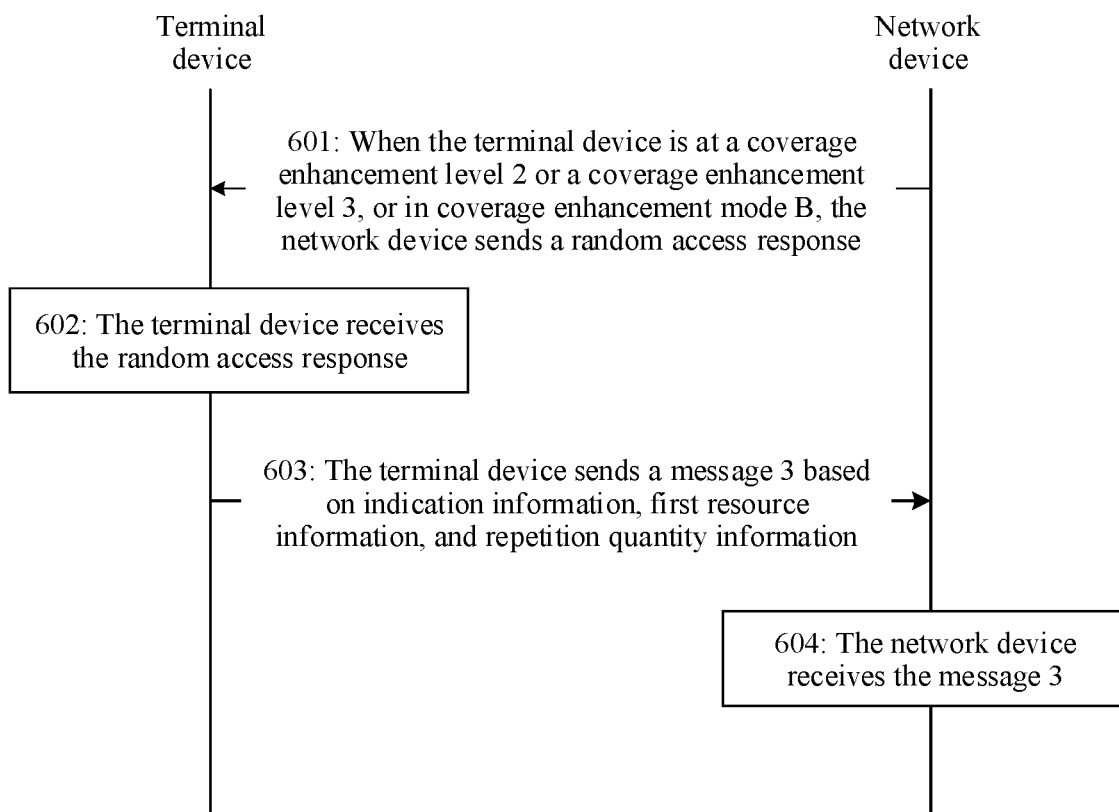 Terminal
device
Network
device
601: When the terminal device is at a coverage
enhancement level 2 or a coverage enhancement
level 3, or in coverage enhancement mode B, the
network device sends a random access response
602: The terminal device receives
the random access response
603: The terminal device sends a message 3 based
on indication information, first resource
information, and repetition quantity information
604: The network device
receives the message 3